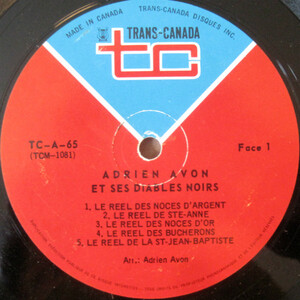 MADE IN CANADA
TRANS-CANADA DISQUES INC.
TRANS-CANADA
tc
TC-A-65
(TCM-1081)
Face 1
ADRIEN AVON
ET SES DIABLES NOIRS
1. LE REEL DES NOCES D'ARGENT
2. LE REEL DE STE-ANNE
3. LE REEL DES NOCES D'OR
4. LE REEL DES BUCHERONS
5. LE REEL DE LA ST-JEAN-BAPTISTE
Arr.: Adrien Avon